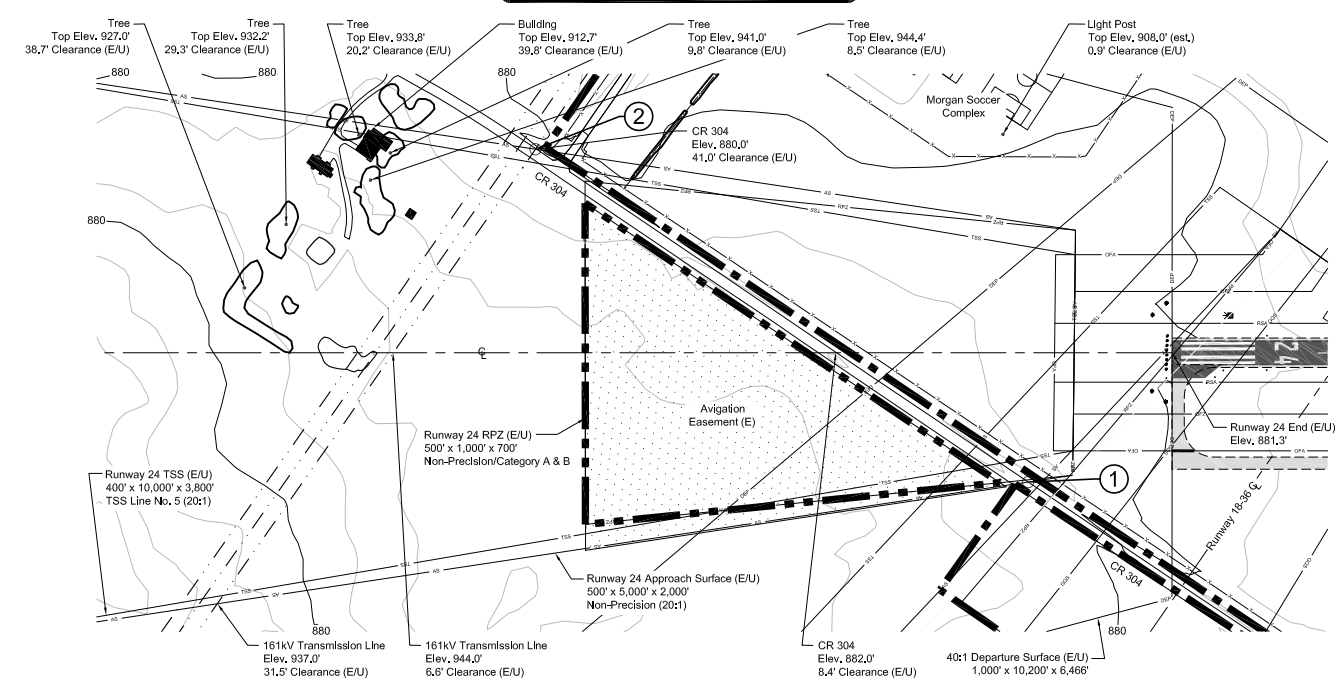 Tree
Top Elev. 927.0'
38.7' Clearance (E/U)
Tree
Top Elev. 932.2'
29.3' Clearance (E/U)
Tree
Top Elev. 933.8'
20.2' Clearance (E/U)
Building
Top Elev. 912.7'
39.8' Clearance (E/U)
Tree
Top Elev. 941.0'
9.8' Clearance (E/U)
Tree
Top Elev. 944.4'
8.5' Clearance (E/U)
Light Post
Top Elev. 908.0' (est.)
0.9' Clearance (E/U)
880
880
880
Morgan Soccer
Complex
2
CR 304
Elev. 880.0'
41.0' Clearance (E/U)
CR 304
880
Avigation
Easement (E)
Runway 24 RPZ (E/U)
500' x 1,000' x 700'
Non-Precision/Category A & B
24
Runway 24 End (E/U)
Elev. 881.3'
Runway 24 TSS (E/U)
400' x 10,000' x 3,800'
TSS Line No. 5 (20:1)
1
Runway 18-36 ℄
Runway 24 Approach Surface (E/U)
500' x 5,000' x 2,000'
Non-Precision (20:1)
CR 304
880
880
161kV Transmission Line
Elev. 937.0'
31.5' Clearance (E/U)
161kV Transmission Line
Elev. 944.0'
6.6' Clearance (E/U)
CR 304
Elev. 882.0'
8.4' Clearance (E/U)
40:1 Departure Surface (E/U)
1,000' x 10,200' x 6,466'